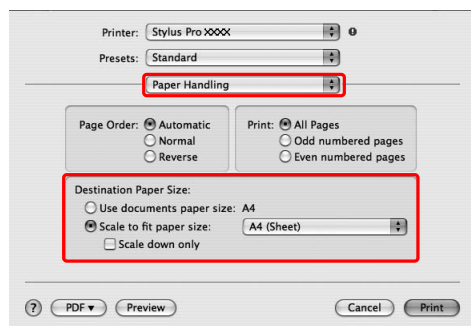 Printer: Stylus Pro XXXX
Presets: Standard
Paper Handling
Page Order: Automatic
Normal
Reverse
Print: All Pages
Odd numbered pages
Even numbered pages
Destination Paper Size:
Use documents paper size: A4
Scale to fit paper size: A4 (Sheet)
Scale down only
? PDF ▼ Preview Cancel Print